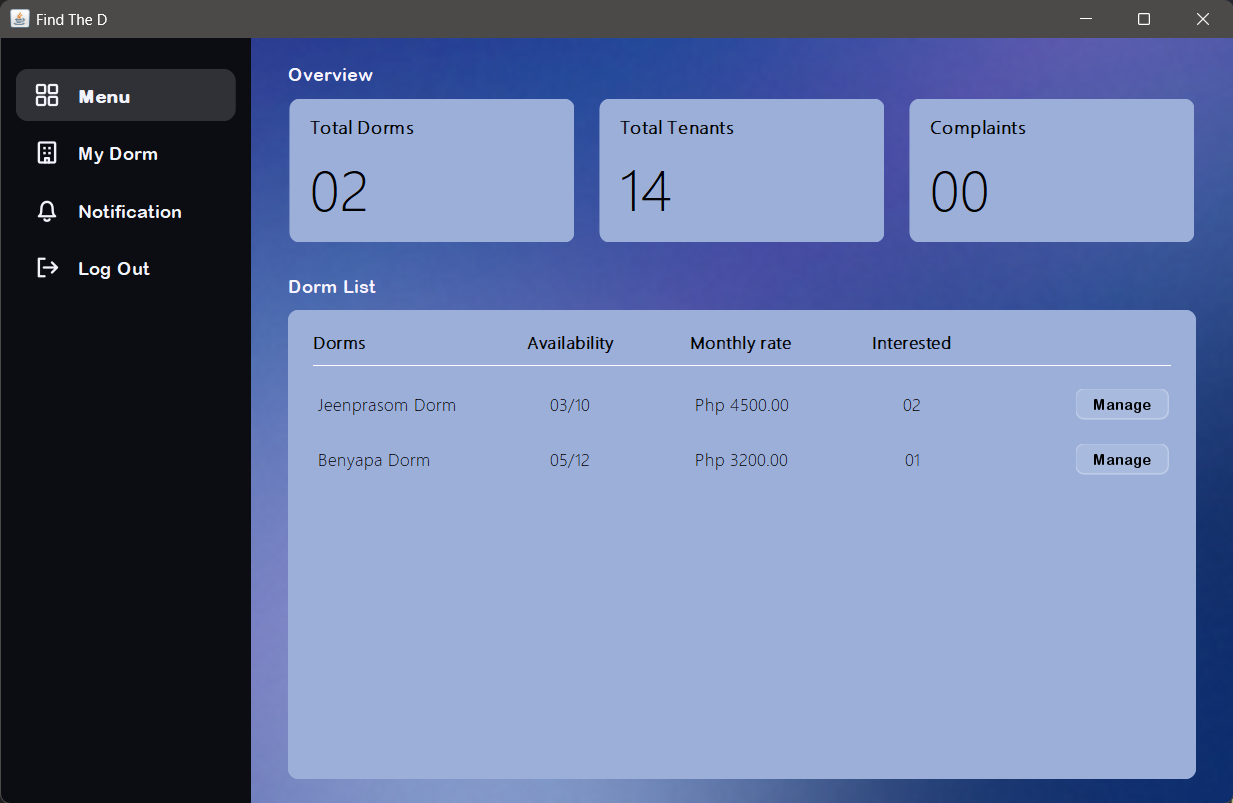 Find The D
Menu
My Dorm
Notification
Log Out
Overview
Total Dorms
02
Total Tenants
14
Complaints
00
Dorm List
Dorms Availability Monthly rate Interested
Jeenprasom Dorm 03/10 Php 4500.00 02 Manage
Benyapa Dorm 05/12 Php 3200.00 01 Manage